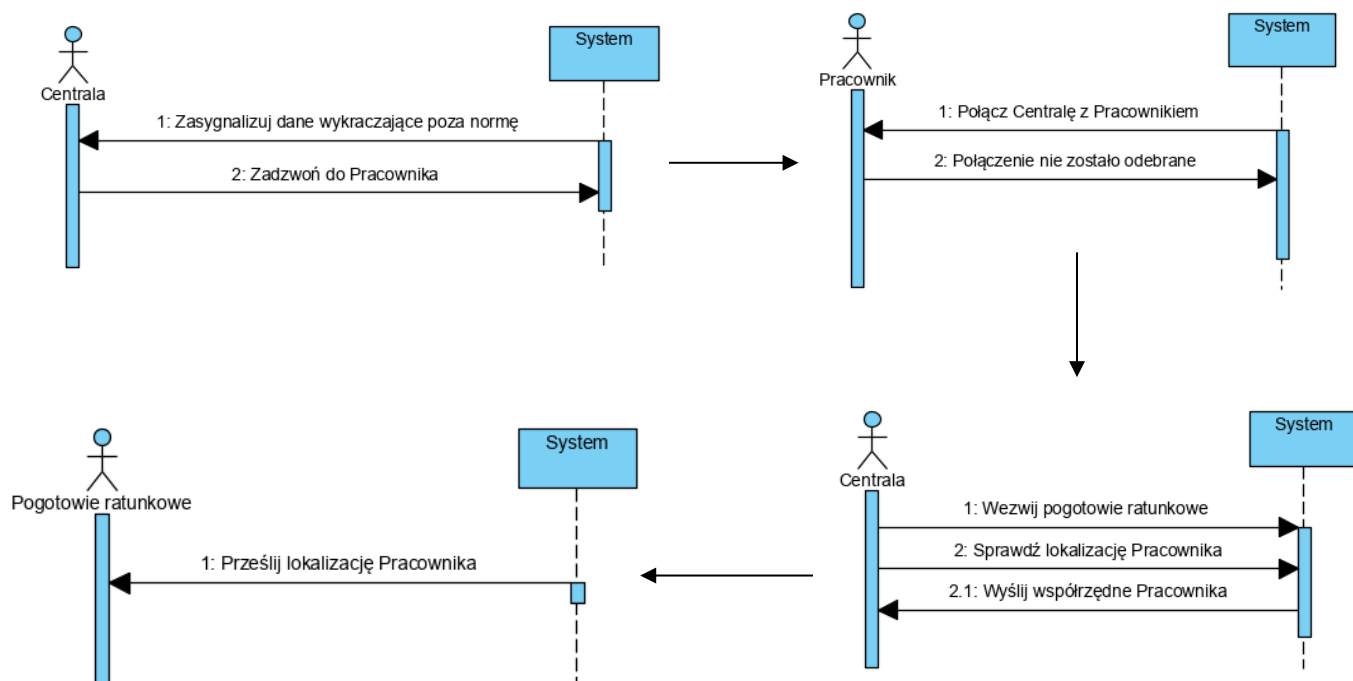 System
Centrala
1: Zasygnalizuj dane wykraczające poza normę
2: Zadzwoń do Pracownika
System
Pracownik
1: Połącz Centralę z Pracownikiem
2: Połączenie nie zostało odebrane
System
Centrala
1: Wezwij pogotowie ratunkowe
2: Sprawdź lokalizację Pracownika
2.1: Wyślij współrzędne Pracownika
System
Pogotowie ratunkowe
1: Prześlij lokalizację Pracownika